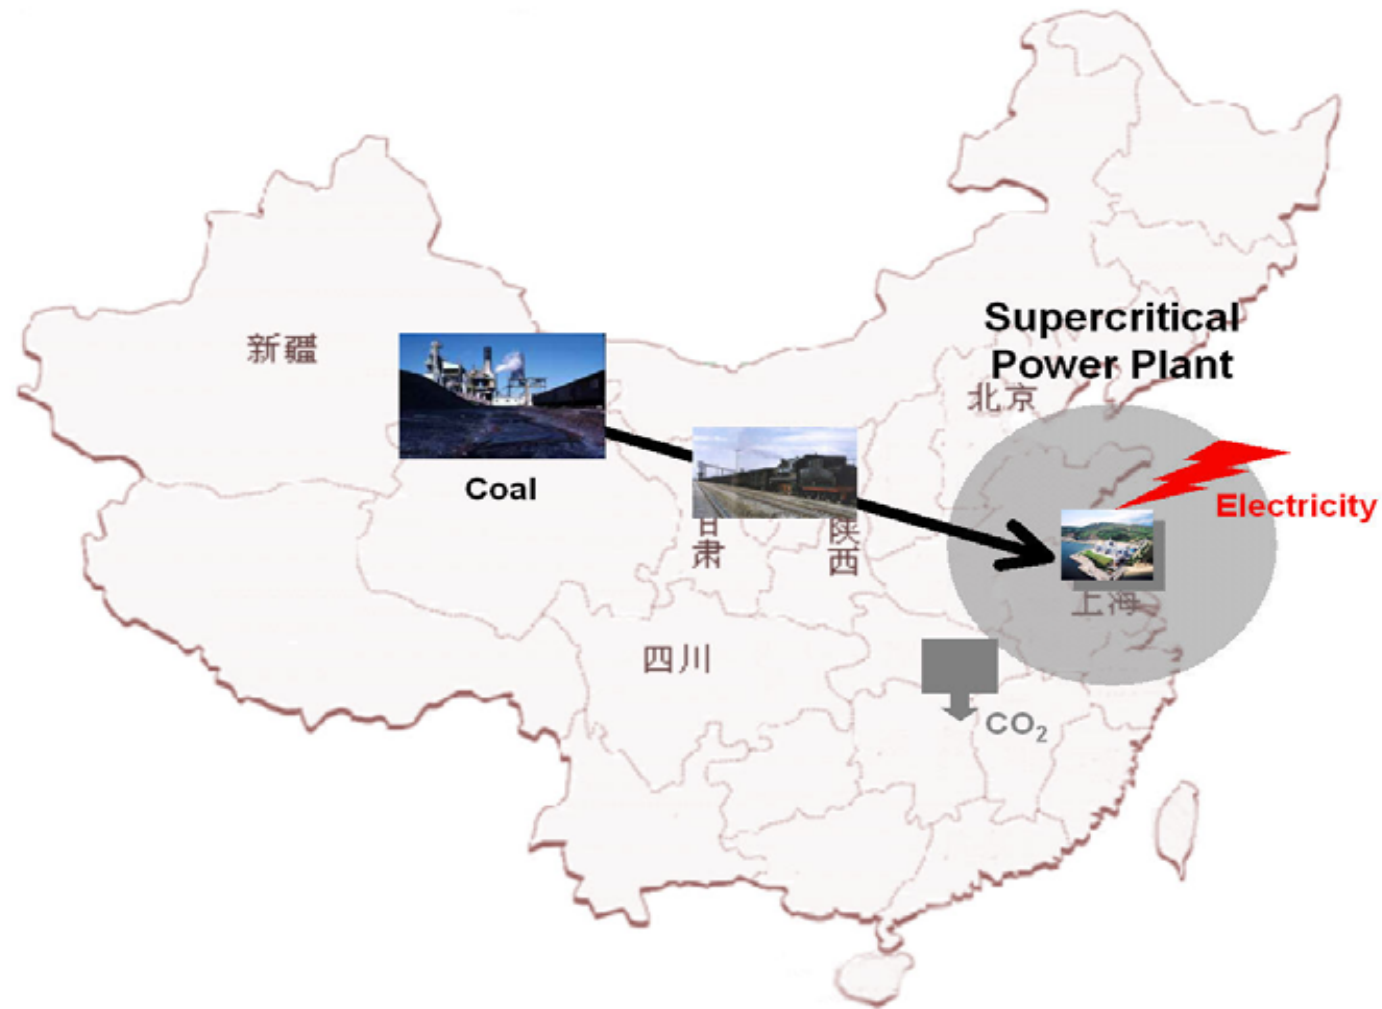 Supercritical
Power Plant
新疆
北京
Coal
Electricity
甘
肃
陕
西
上海
四川
CO₂